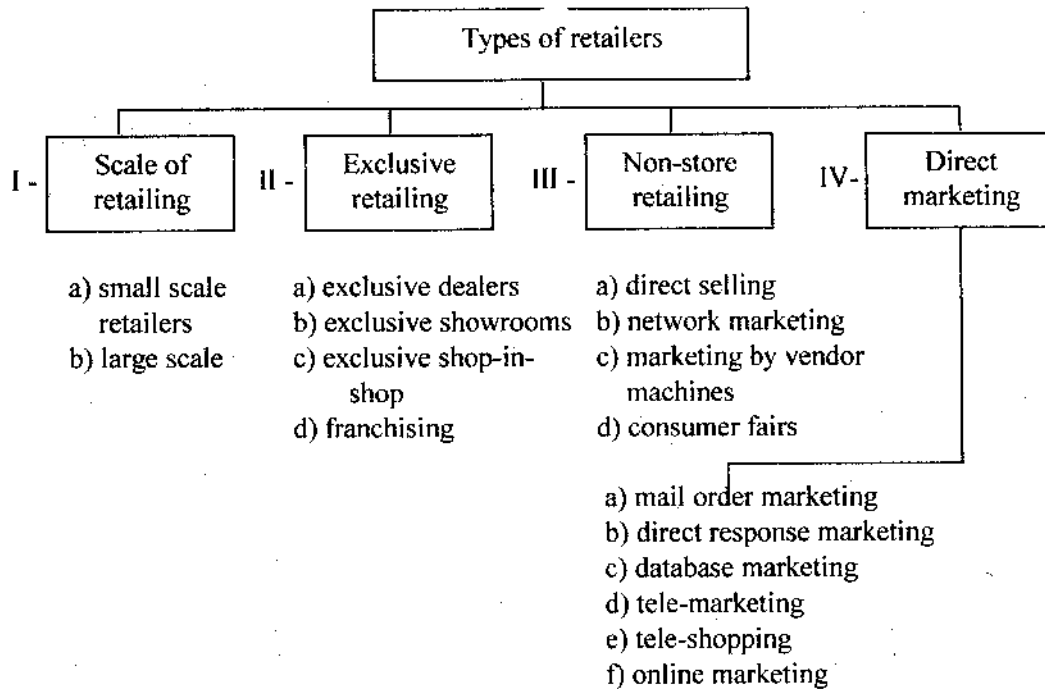 Types of retailers
I -
Scale of
retailing
II -
Exclusive
retailing
III -
Non-store
retailing
IV-
Direct
marketing
a) small scale
retailers
b) large scale
a) exclusive dealers
b) exclusive showrooms
c) exclusive shop-in-
shop
d) franchising
a) direct selling
b) network marketing
c) marketing by vendor
machines
d) consumer fairs
a) mail order marketing
b) direct response marketing
c) database marketing
d) tele-marketing
e) tele-shopping
f) online marketing